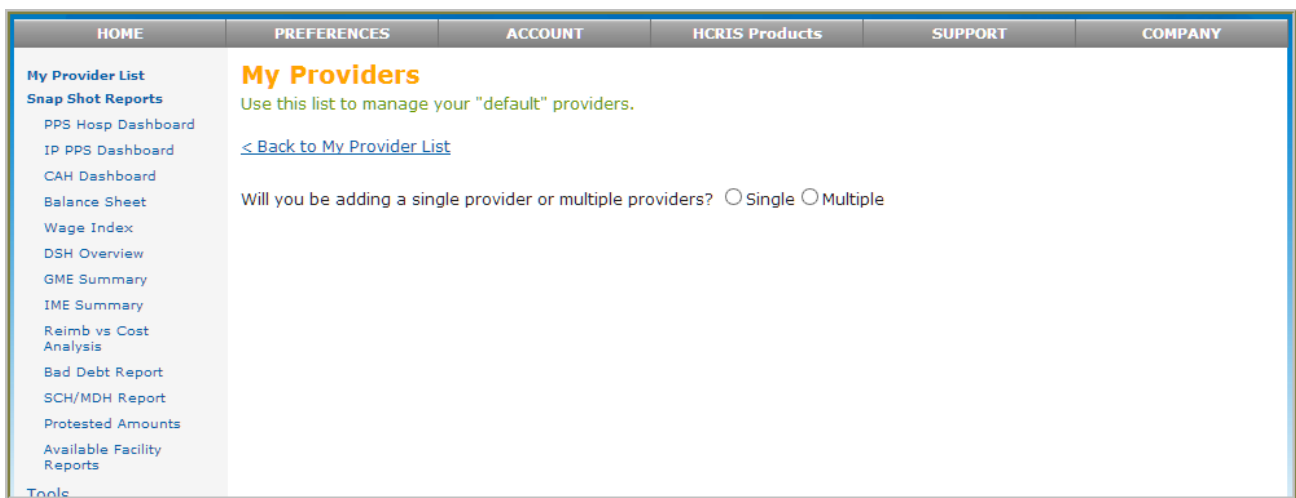 HOME PREFERENCES ACCOUNT HCRIS Products SUPPORT COMPANY
My Provider List
Snap Shot Reports
PPS Hosp Dashboard
IP PPS Dashboard
CAH Dashboard
Balance Sheet
Wage Index
DSH Overview
GME Summary
IME Summary
Reimb vs Cost
Analysis
Bad Debt Report
SCH/MDH Report
Protested Amounts
Available Facility
Reports
Tools
My Providers
Use this list to manage your "default" providers.
< Back to My Provider List
Will you be adding a single provider or multiple providers? Single Multiple